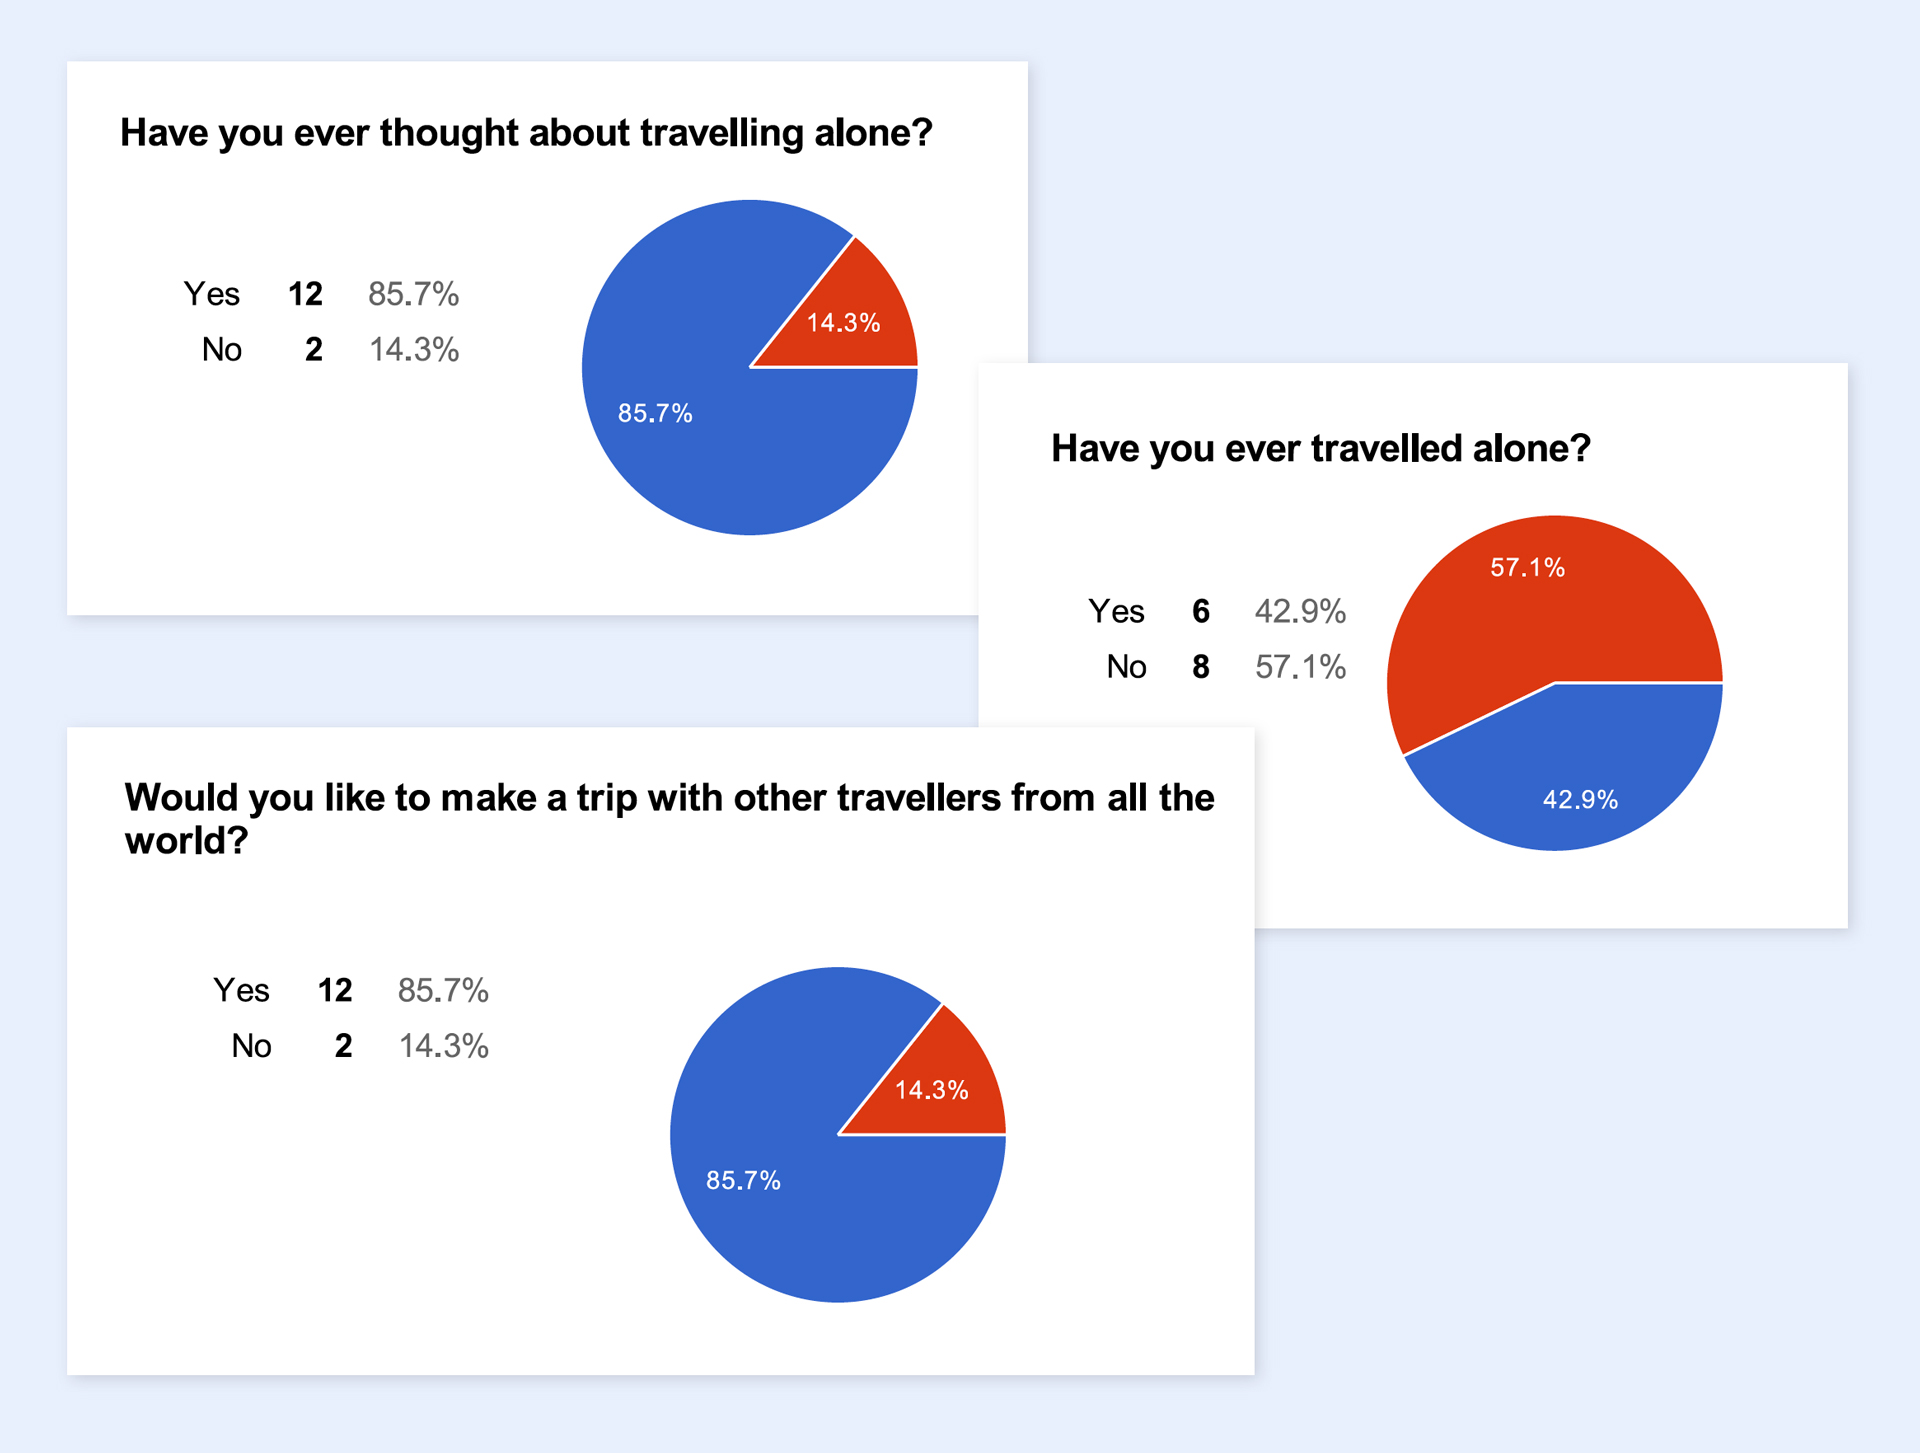 Have you ever thought about travelling alone?
Yes 12 85.7%
No 2 14.3%
14.3%
85.7%
Have you ever travelled alone?
Yes 6 42.9%
No 8 57.1%
57.1%
42.9%
Would you like to make a trip with other travellers from all the
world?
Yes 12 85.7%
No 2 14.3%
14.3%
85.7%